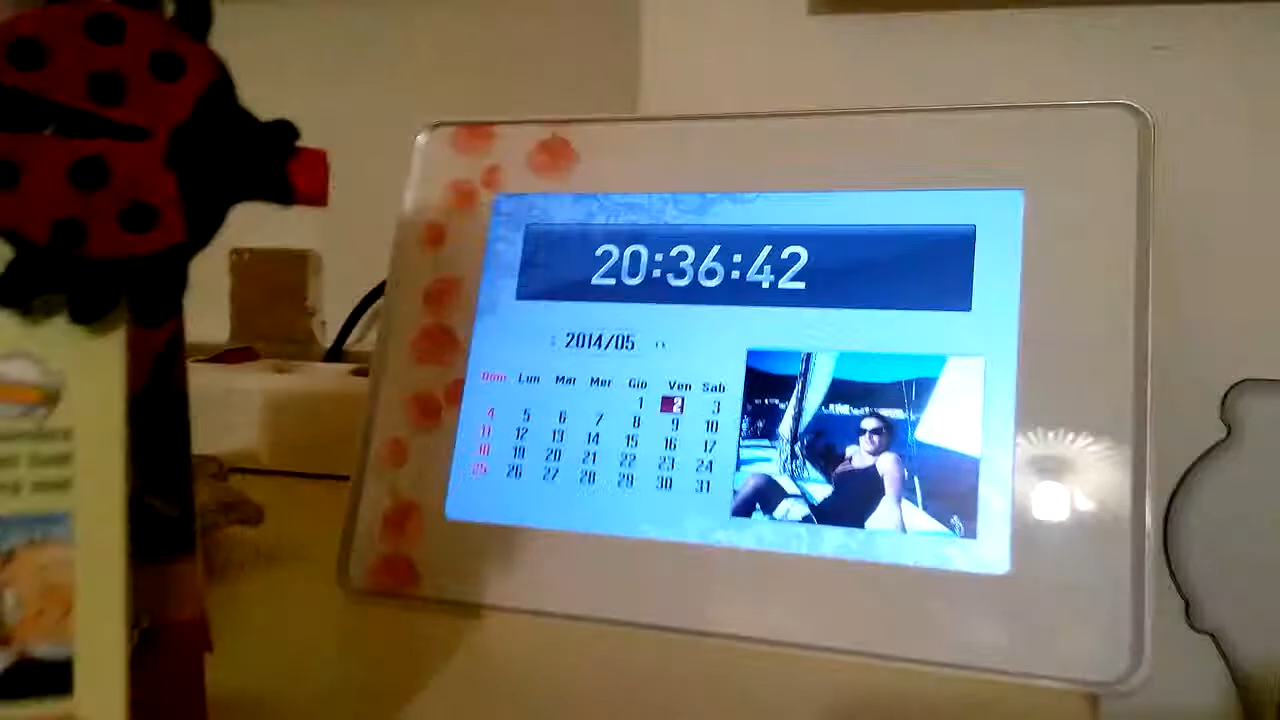 20:36:42
2014/05
Dom Lun Mar Mer Gio Ven Sab
1 2 3
4 5 6 7 8 9 10
11 12 13 14 15 16 17
18 19 20 21 22 23 24
25 26 27 28 29 30 31